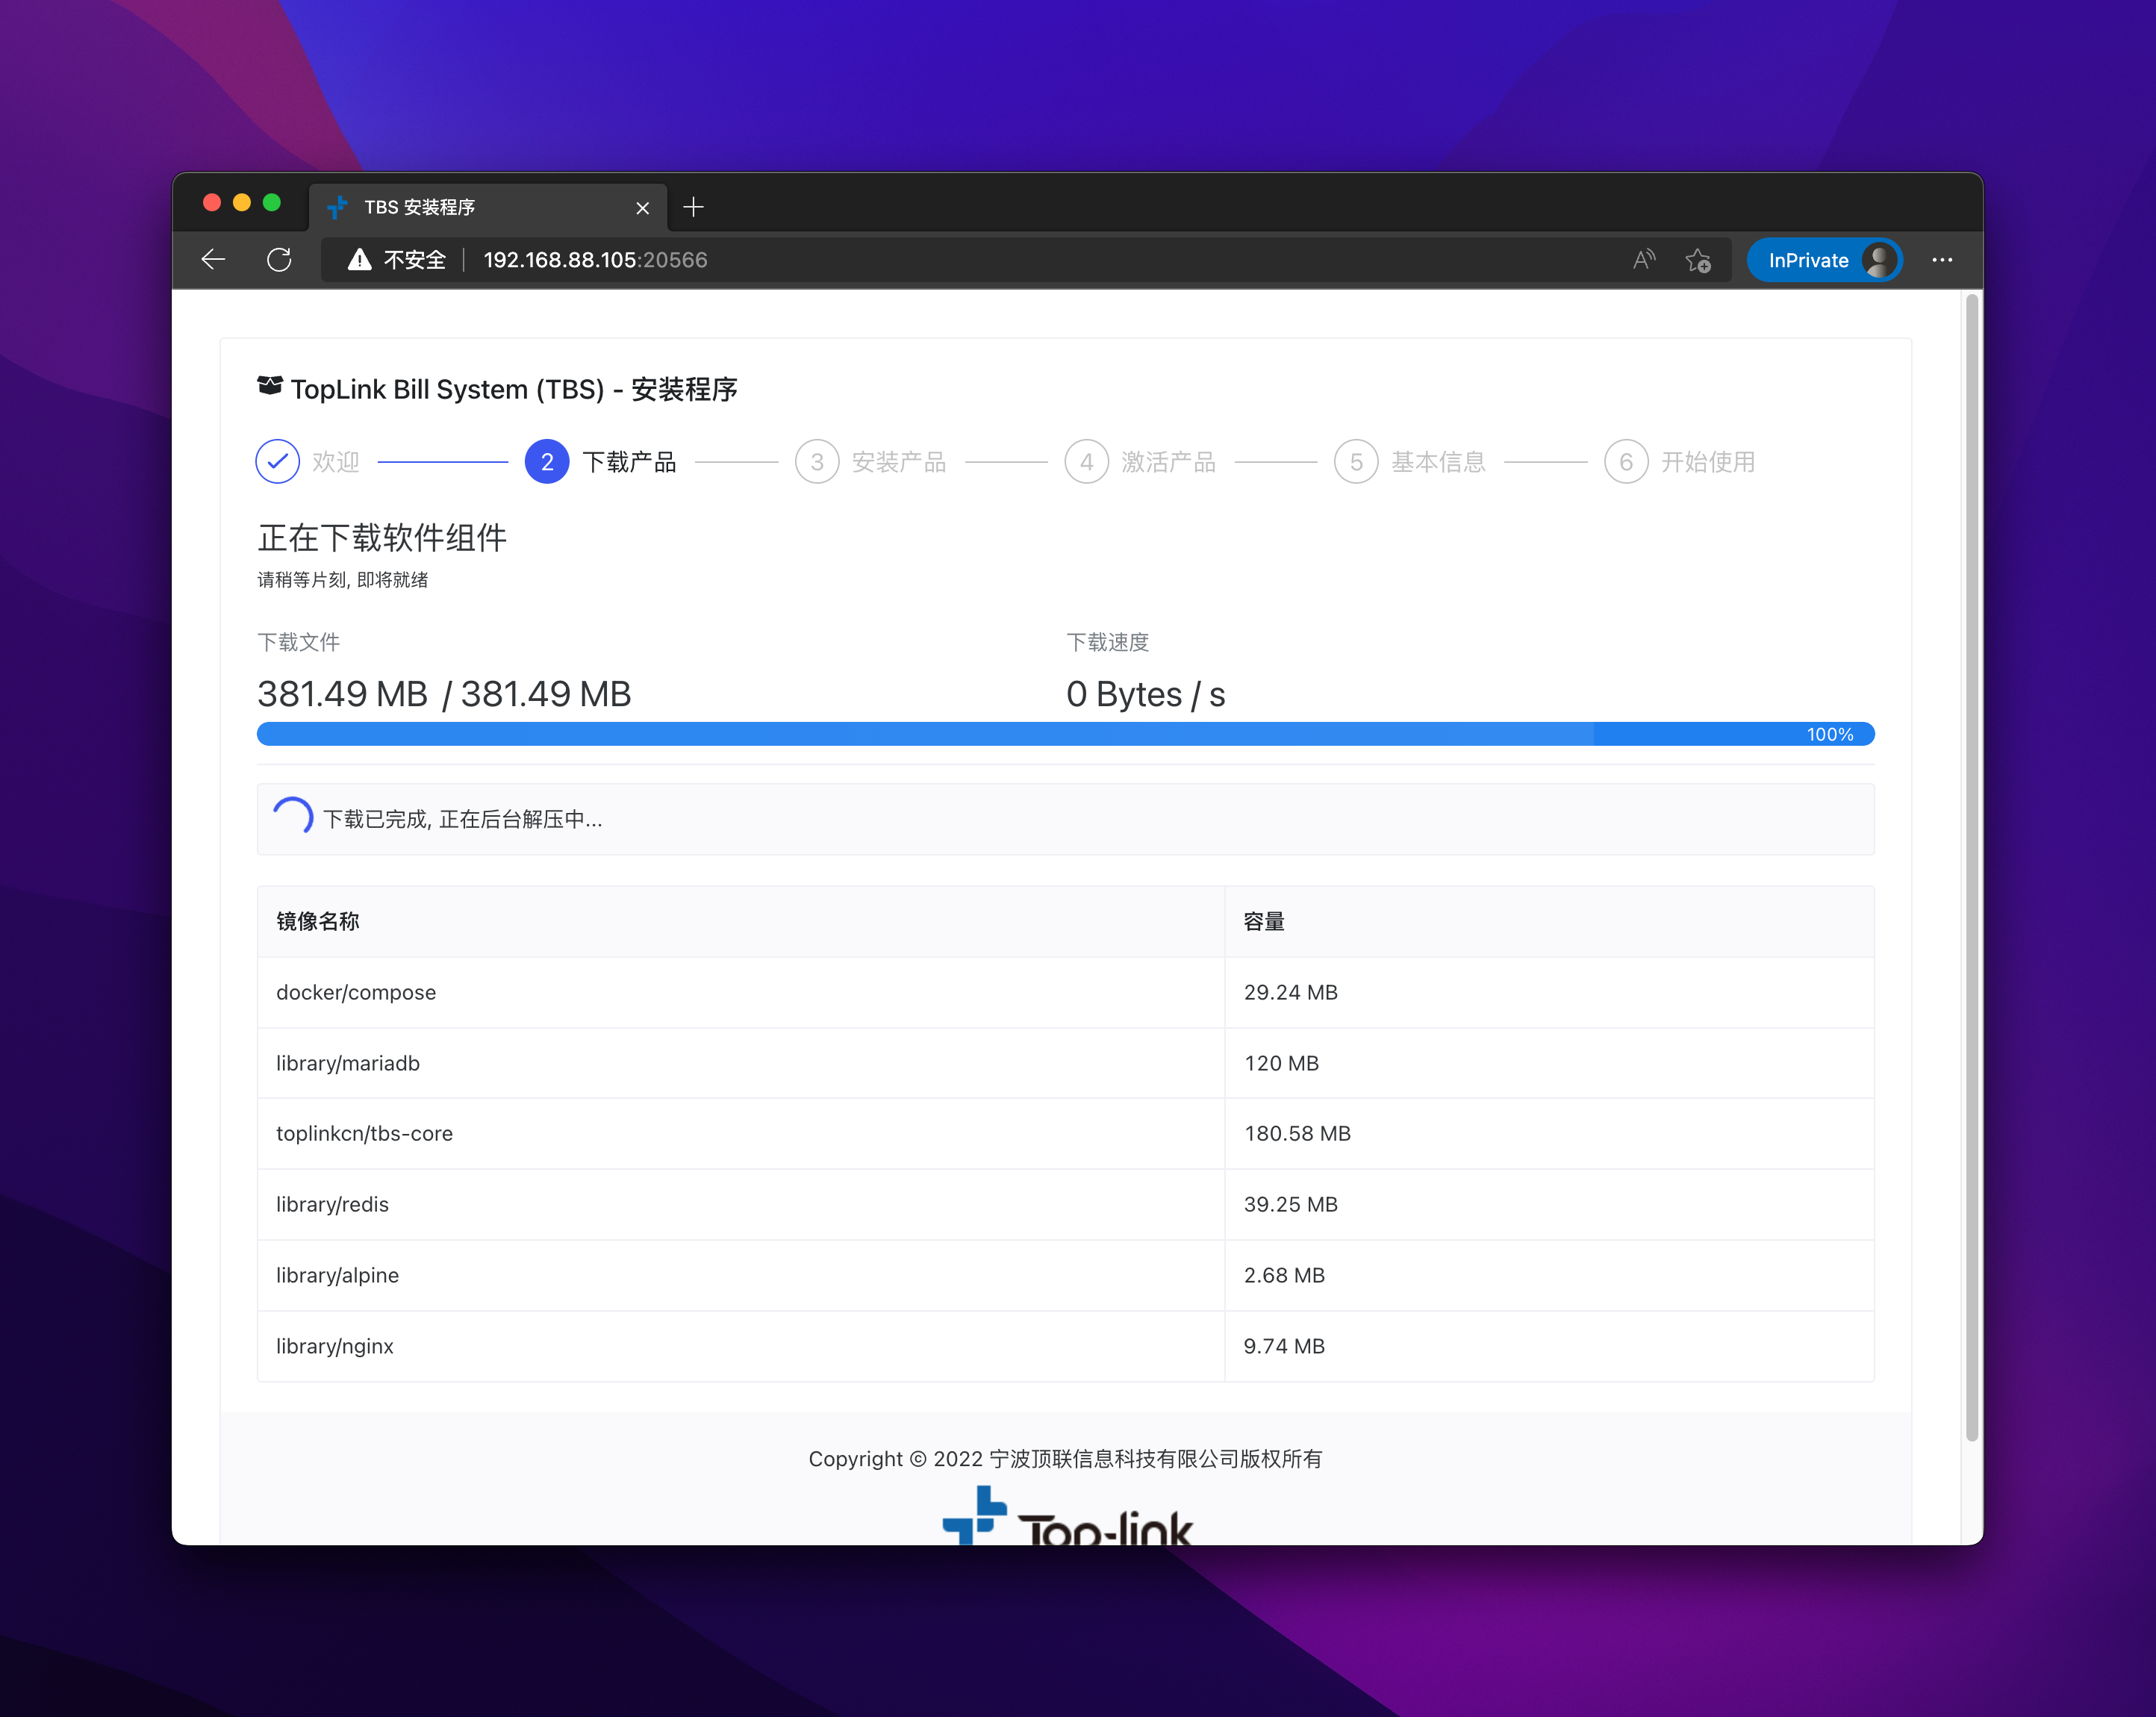 TBS 安装程序
不安全 192.168.88.105:20566
InPrivate
TopLink Bill System (TBS) - 安装程序
欢迎 2 下载产品 3 安装产品 4 激活产品 5 基本信息 6 开始使用
正在下载软件组件
请稍等片刻, 即将就绪
下载文件 下载速度
381.49 MB / 381.49 MB 0 Bytes / s
100%
下载已完成, 正在后台解压中...
镜像名称 容量
docker/compose 29.24 MB
library/mariadb 120 MB
toplinkcn/tbs-core 180.58 MB
library/redis 39.25 MB
library/alpine 2.68 MB
library/nginx 9.74 MB
Copyright © 2022 宁波顶联信息科技有限公司版权所有
Top-link